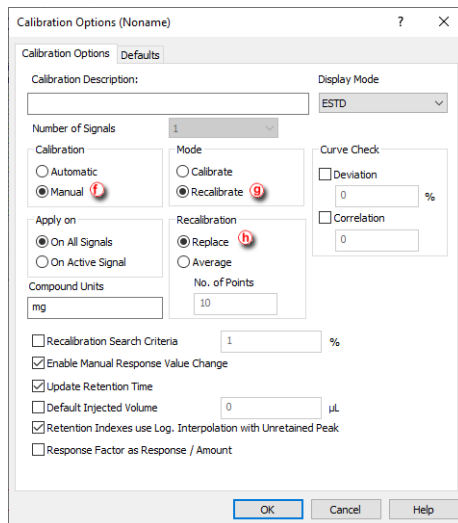 Calibration Options (Noname) ?
Calibration Options Defaults
Calibration Description: Display Mode
ESTD
Number of Signals 1
Calibration Mode Curve Check
Automatic Calibrate Deviation
Manual f Recalibrate g 0 %
Apply on Recalibration Correlation
On All Signals Replace h 0
On Active Signal Average
Compound Units No. of Points
mg 10
Recalibration Search Criteria 1 %
Enable Manual Response Value Change
Update Retention Time
Default Injected Volume 0 µL
Retention Indexes use Log. Interpolation with Unretained Peak
Response Factor as Response / Amount
OK Cancel Help